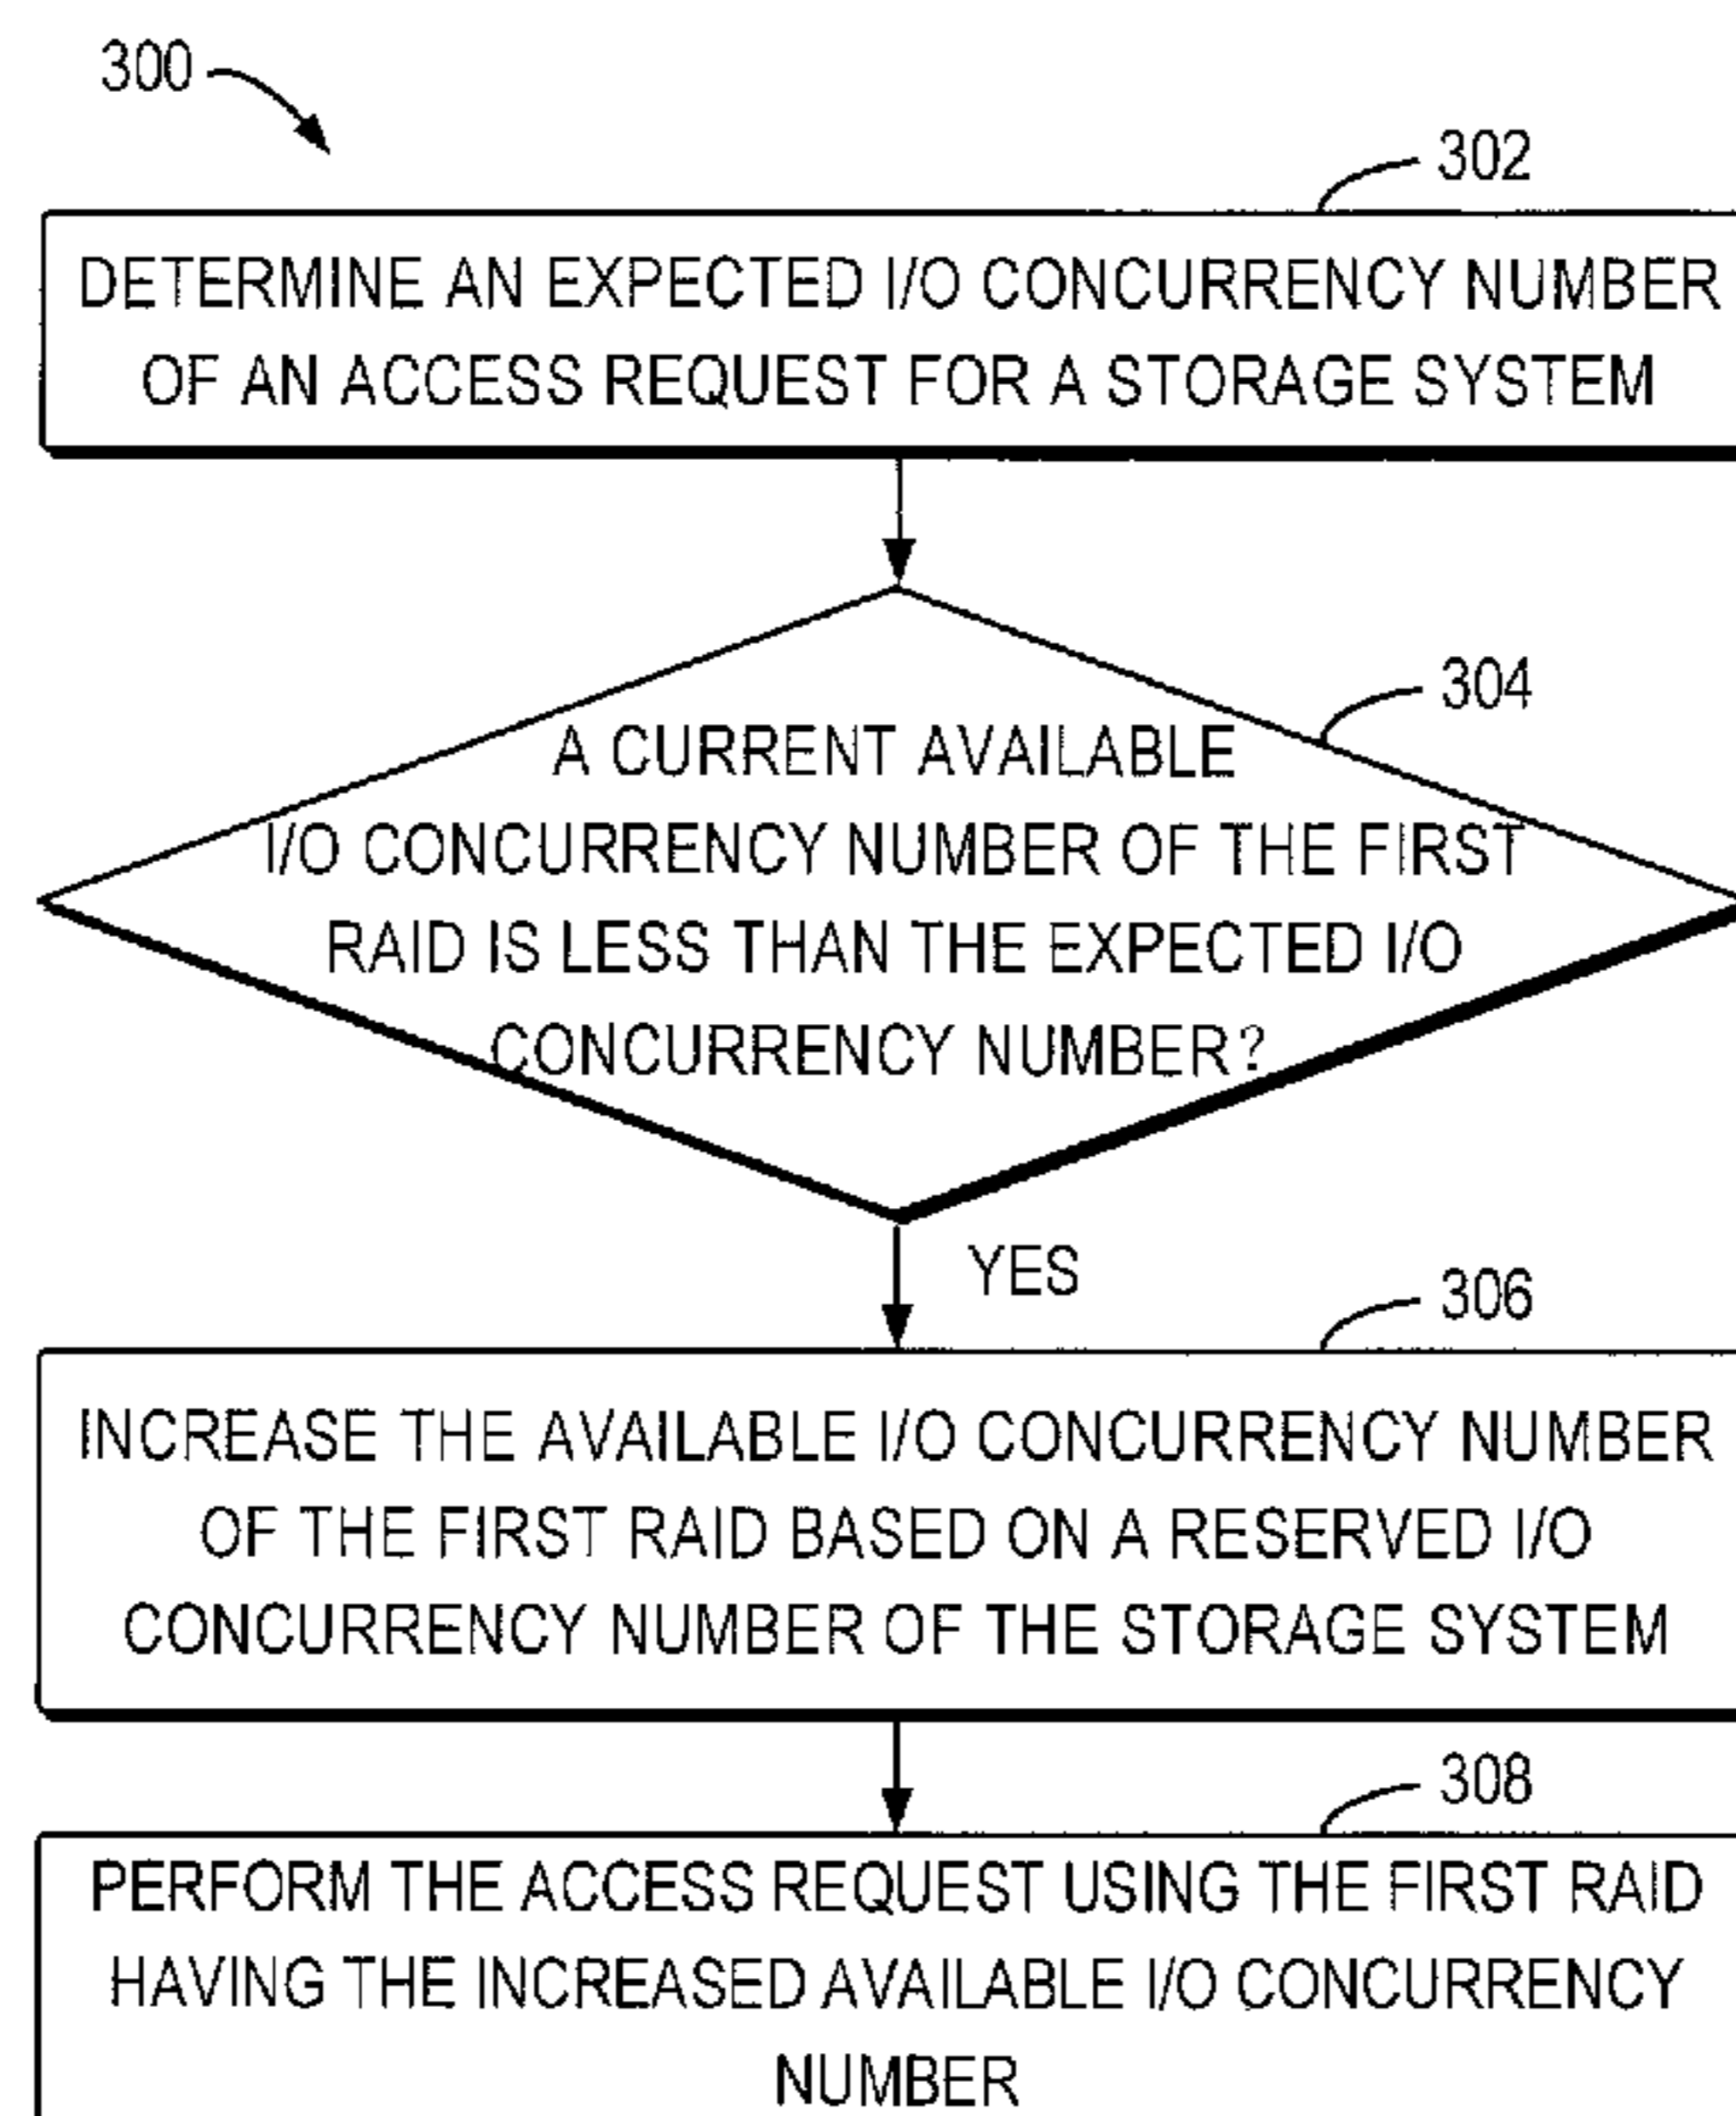 300
302
DETERMINE AN EXPECTED I/O CONCURRENCY NUMBER
OF AN ACCESS REQUEST FOR A STORAGE SYSTEM
304
A CURRENT AVAILABLE
I/O CONCURRENCY NUMBER OF THE FIRST
RAID IS LESS THAN THE EXPECTED I/O
CONCURRENCY NUMBER?
YES
306
INCREASE THE AVAILABLE I/O CONCURRENCY NUMBER
OF THE FIRST RAID BASED ON A RESERVED I/O
CONCURRENCY NUMBER OF THE STORAGE SYSTEM
308
PERFORM THE ACCESS REQUEST USING THE FIRST RAID
HAVING THE INCREASED AVAILABLE I/O CONCURRENCY
NUMBER